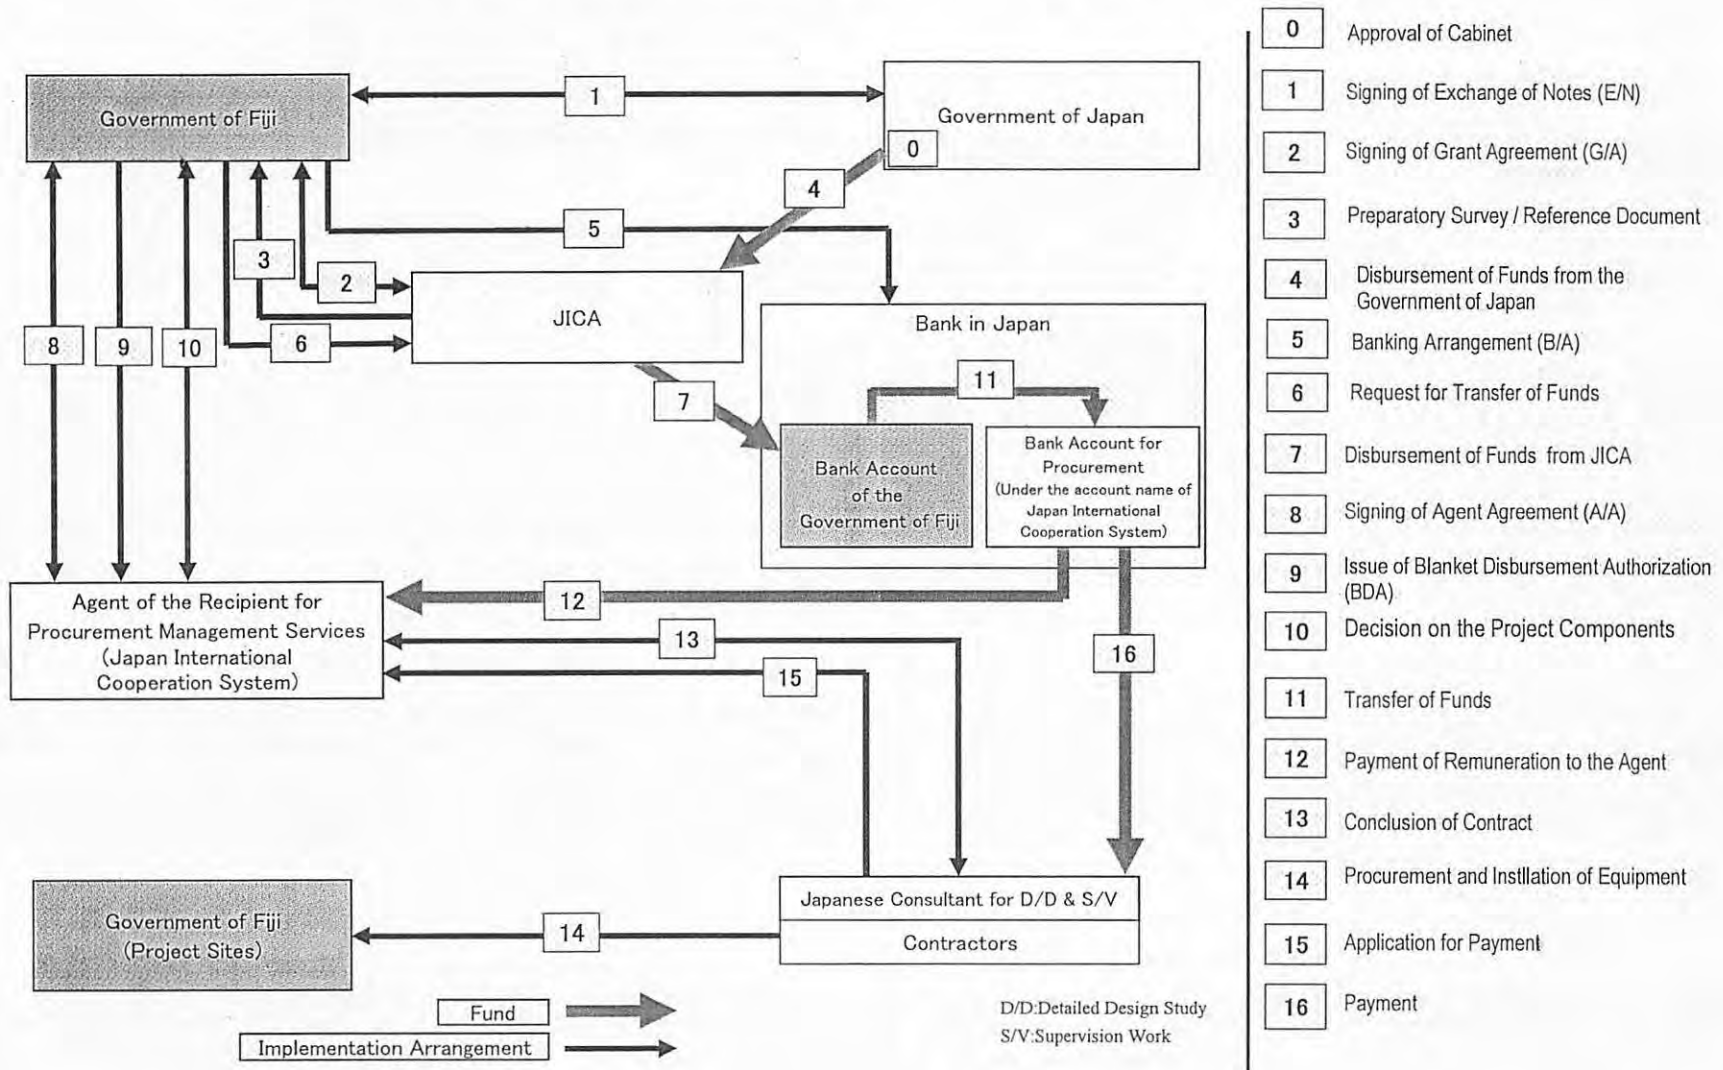 Government of Fiji
1
Government of Japan
0
4
5
3
2
JICA
6
8
9
10
7
Bank in Japan
11
Bank Account
of the
Government of Fiji
Bank Account for
Procurement
(Under the account name of
Japan International
Cooperation System)
Agent of the Recipient for
Procurement Management Services
(Japan International
Cooperation System)
12
13
15
16
Government of Fiji
(Project Sites)
14
Japanese Consultant for D/D & S/V
Contractors
Fund
Implementation Arrangement
D/D:Detailed Design Study
S/V:Supervision Work
0 Approval of Cabinet
1 Signing of Exchange of Notes (E/N)
2 Signing of Grant Agreement (G/A)
3 Preparatory Survey / Reference Document
4 Disbursement of Funds from the
Government of Japan
5 Banking Arrangement (B/A)
6 Request for Transfer of Funds
7 Disbursement of Funds from JICA
8 Signing of Agent Agreement (A/A)
9 Issue of Blanket Disbursement Authorization
(BDA)
10 Decision on the Project Components
11 Transfer of Funds
12 Payment of Remuneration to the Agent
13 Conclusion of Contract
14 Procurement and Instllation of Equipment
15 Application for Payment
16 Payment